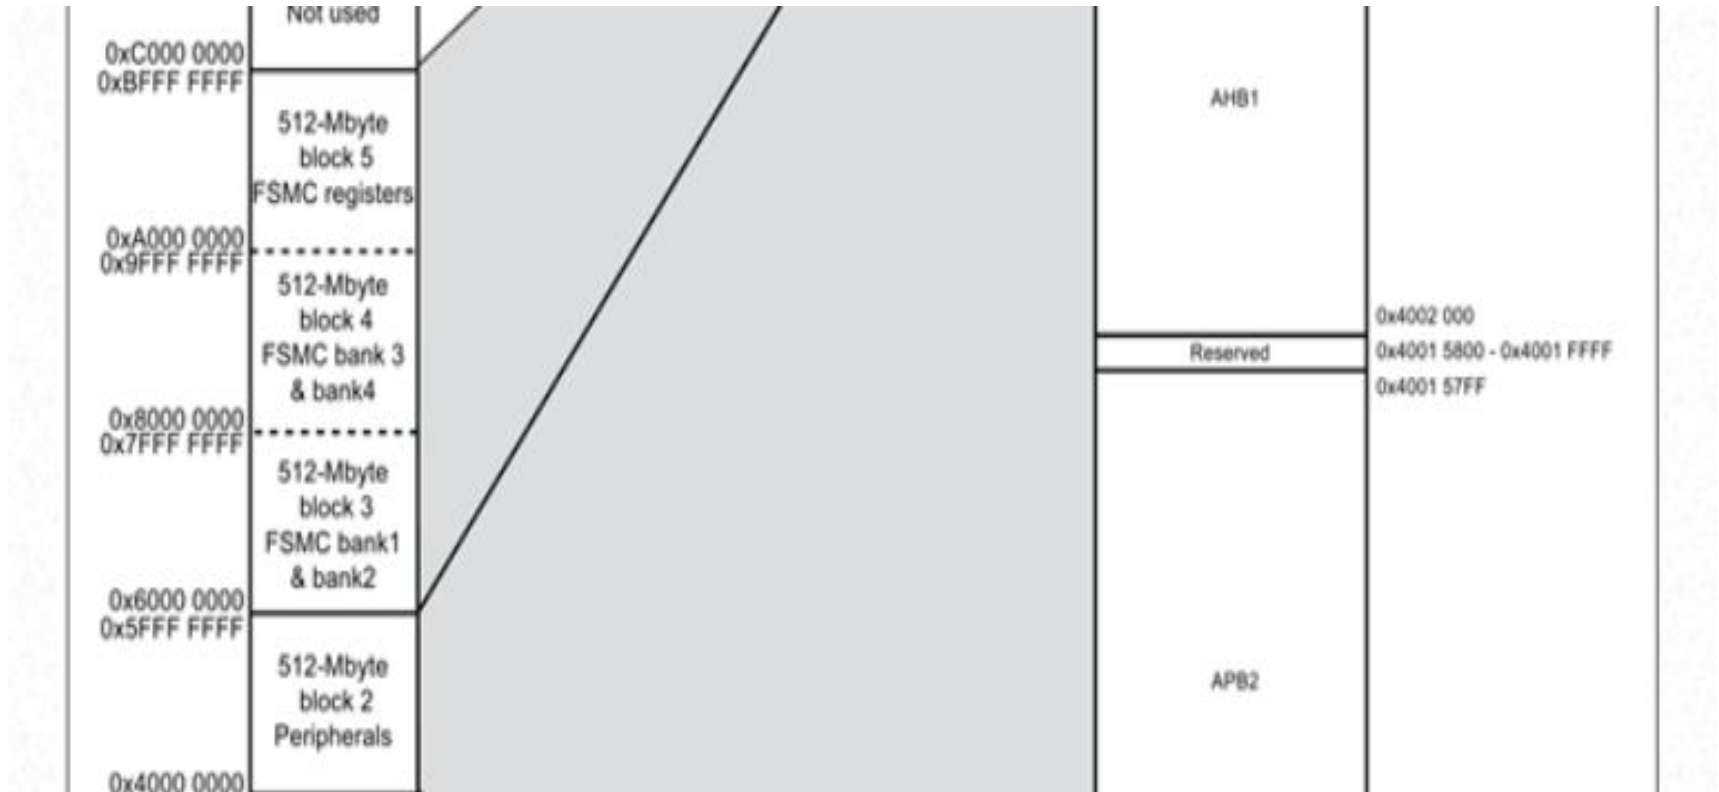 Not used
0xC000 0000
0xBFFF FFFF
512-Mbyte
block 5
FSMC registers
0xA000 0000
0x9FFF FFFF
512-Mbyte
block 4
FSMC bank 3
& bank4
0x8000 0000
0x7FFF FFFF
512-Mbyte
block 3
FSMC bank1
& bank2
0x6000 0000
0x5FFF FFFF
512-Mbyte
block 2
Peripherals
0x4000 0000
AHB1
0x4002 000
Reserved
0x4001 5800 - 0x4001 FFFF
0x4001 57FF
APB2